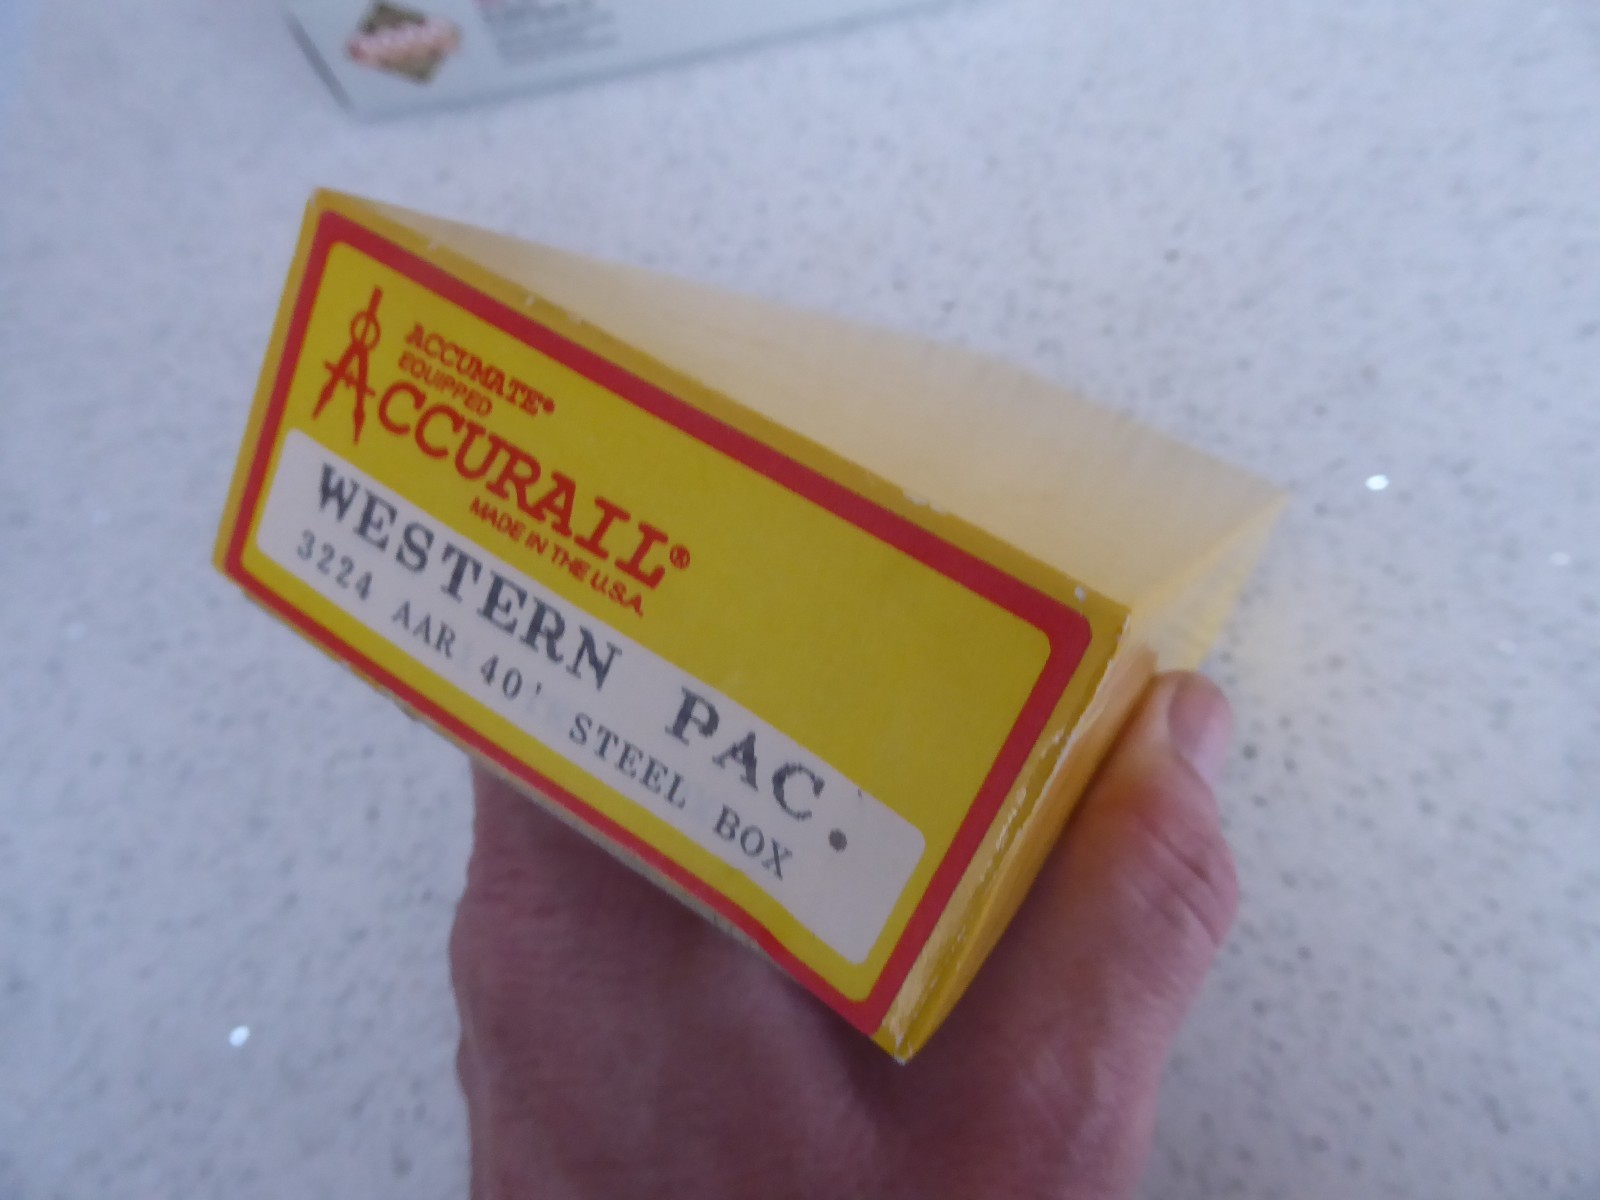 ACCUMATE®
EQUIPPED
ACCURAIL®
MADE IN THE U.S.A.
WESTERN PAC.
3224 AAR 40' STEEL BOX